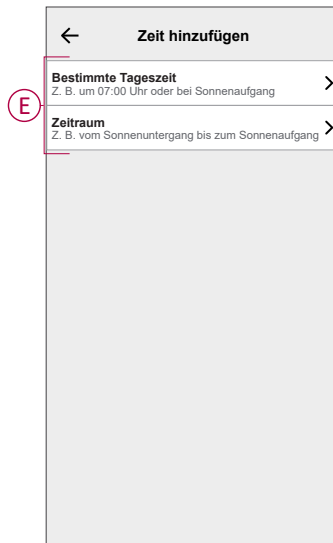 Zeit hinzufügen
Bestimmte Tageszeit
Z. B. um 07:00 Uhr oder bei Sonnenaufgang
E
Zeitraum
Z. B. vom Sonnenuntergang bis zum Sonnenaufgang